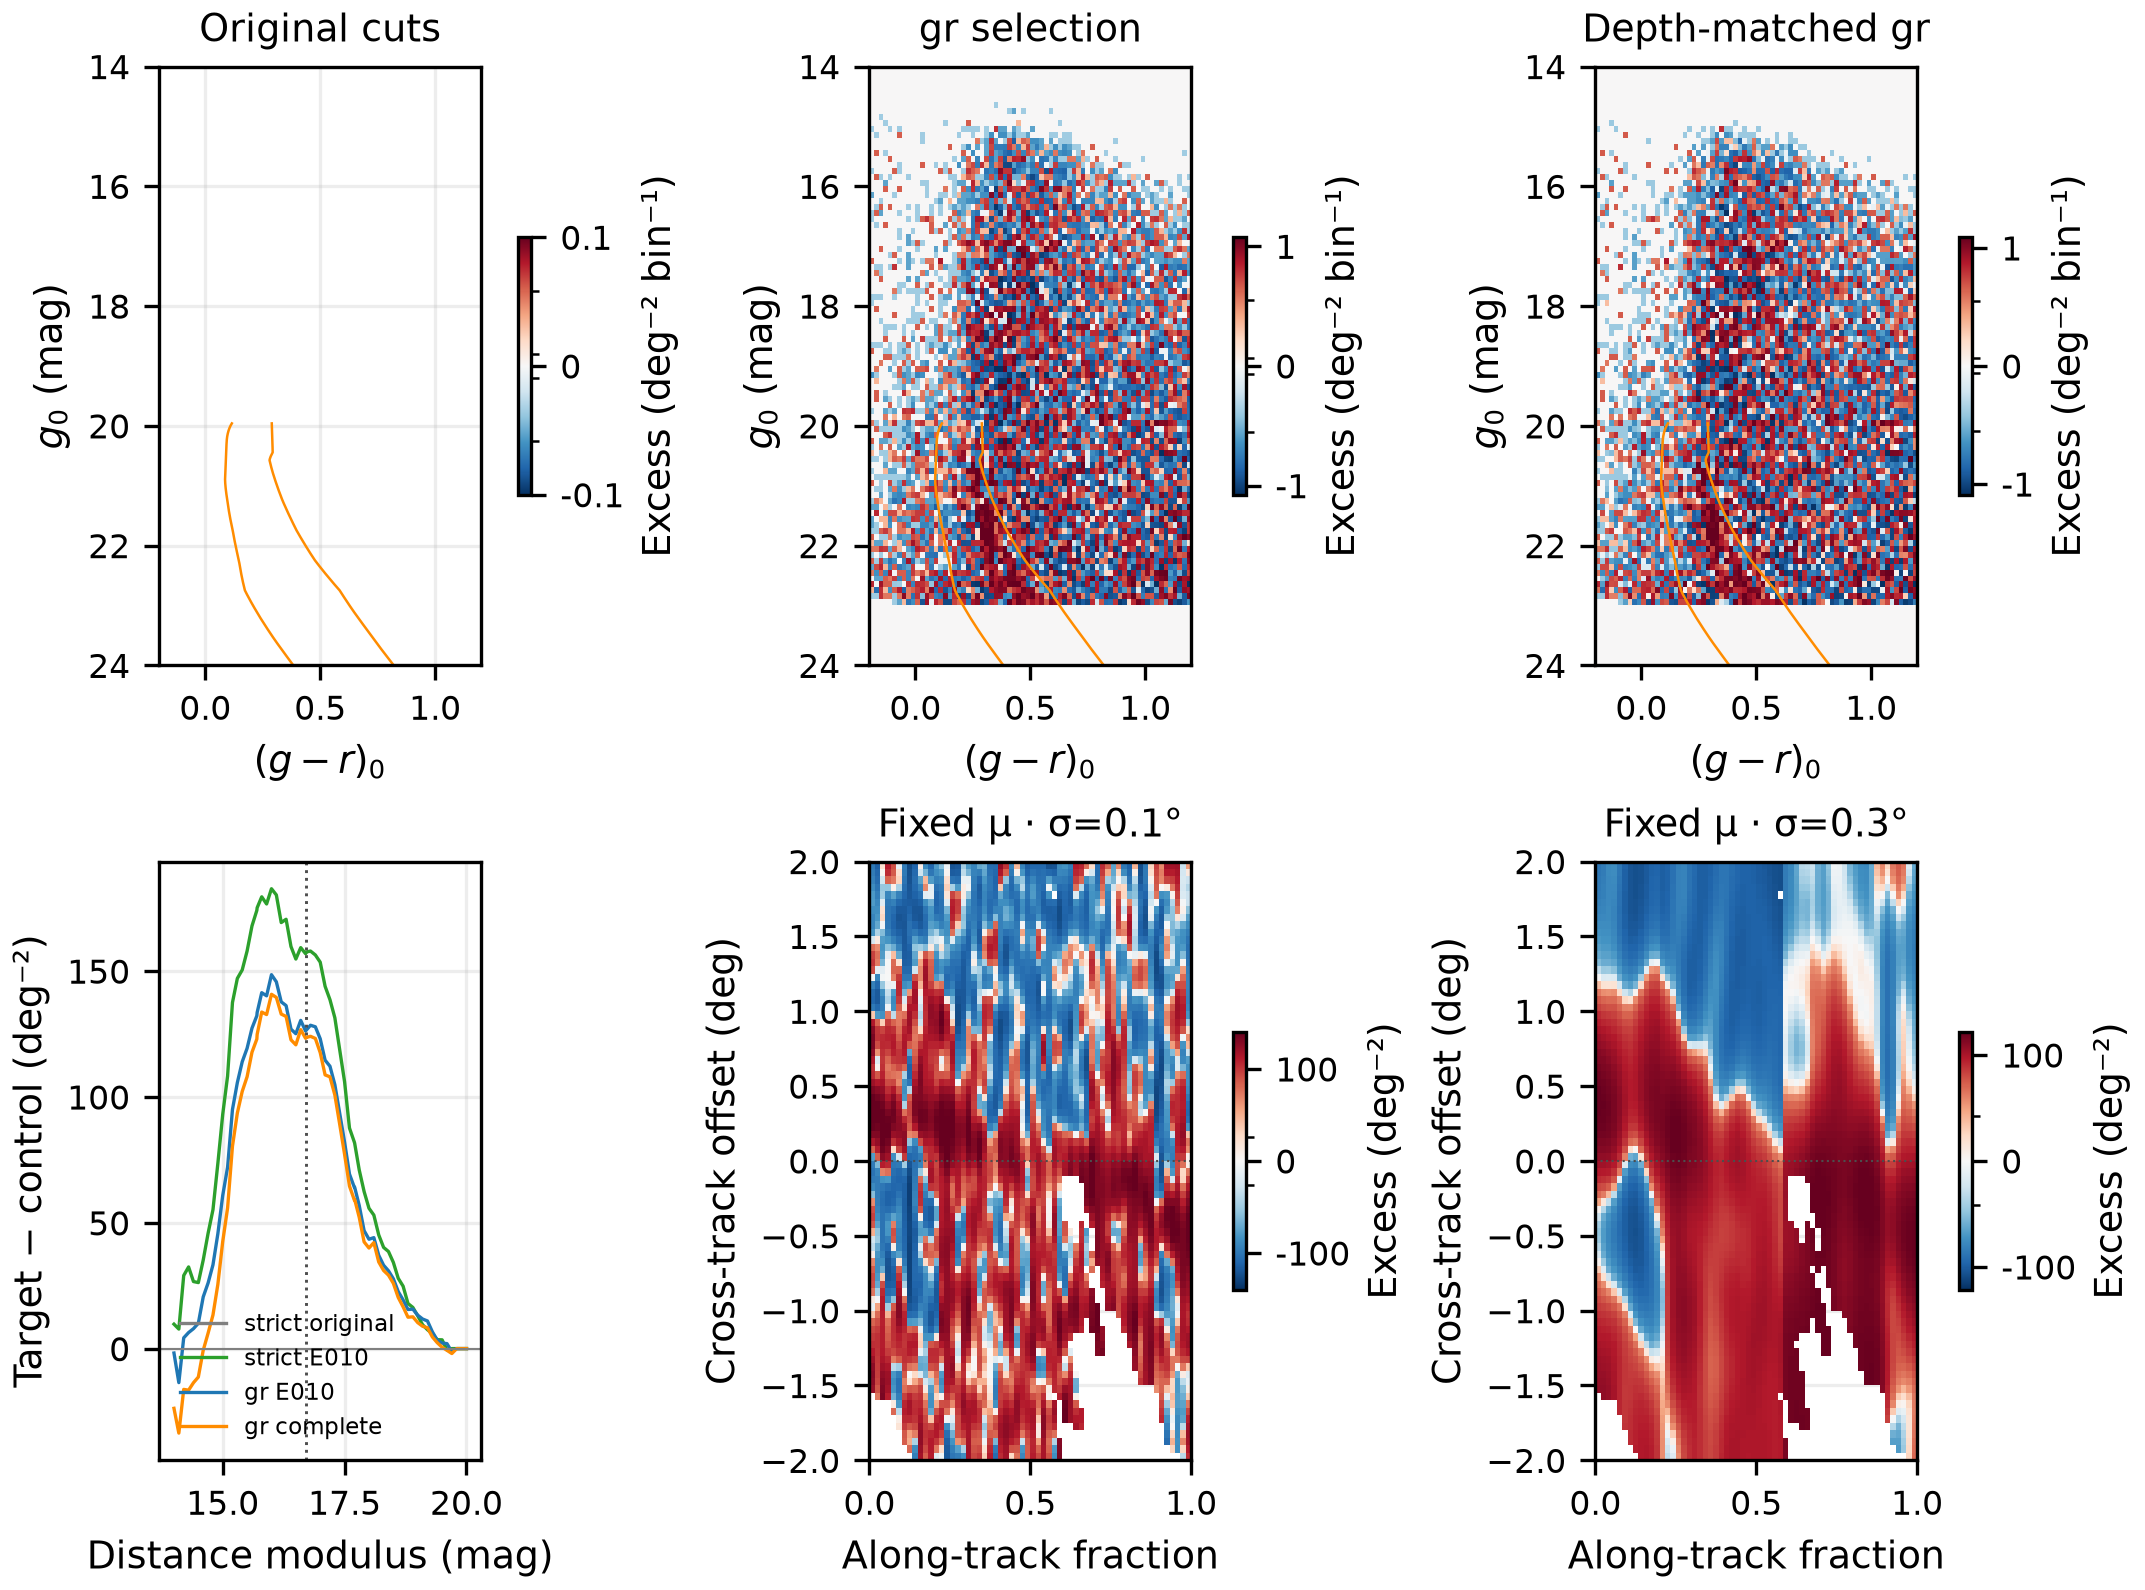 Original cuts
14
16
18
20
22
24
0.0
0.5
1.0
g₀ (mag)
(g − r)₀
0.1
0
-0.1
Excess (deg⁻² bin⁻¹)
gr selection
14
16
18
20
22
24
0.0
0.5
1.0
g₀ (mag)
(g − r)₀
1
0
-1
Excess (deg⁻² bin⁻¹)
Depth-matched gr
14
16
18
20
22
24
0.0
0.5
1.0
g₀ (mag)
(g − r)₀
1
0
-1
Excess (deg⁻² bin⁻¹)
150
100
50
0
Target − control (deg⁻²)
strict original
strict E010
gr E010
gr complete
15.0
17.5
20.0
Distance modulus (mag)
Fixed μ · σ=0.1°
2.0
1.5
1.0
0.5
0.0
−0.5
−1.0
−1.5
−2.0
Cross-track offset (deg)
0.0
0.5
1.0
Along-track fraction
100
0
-100
Excess (deg⁻²)
Fixed μ · σ=0.3°
2.0
1.5
1.0
0.5
0.0
−0.5
−1.0
−1.5
−2.0
Cross-track offset (deg)
0.0
0.5
1.0
Along-track fraction
100
0
-100
Excess (deg⁻²)